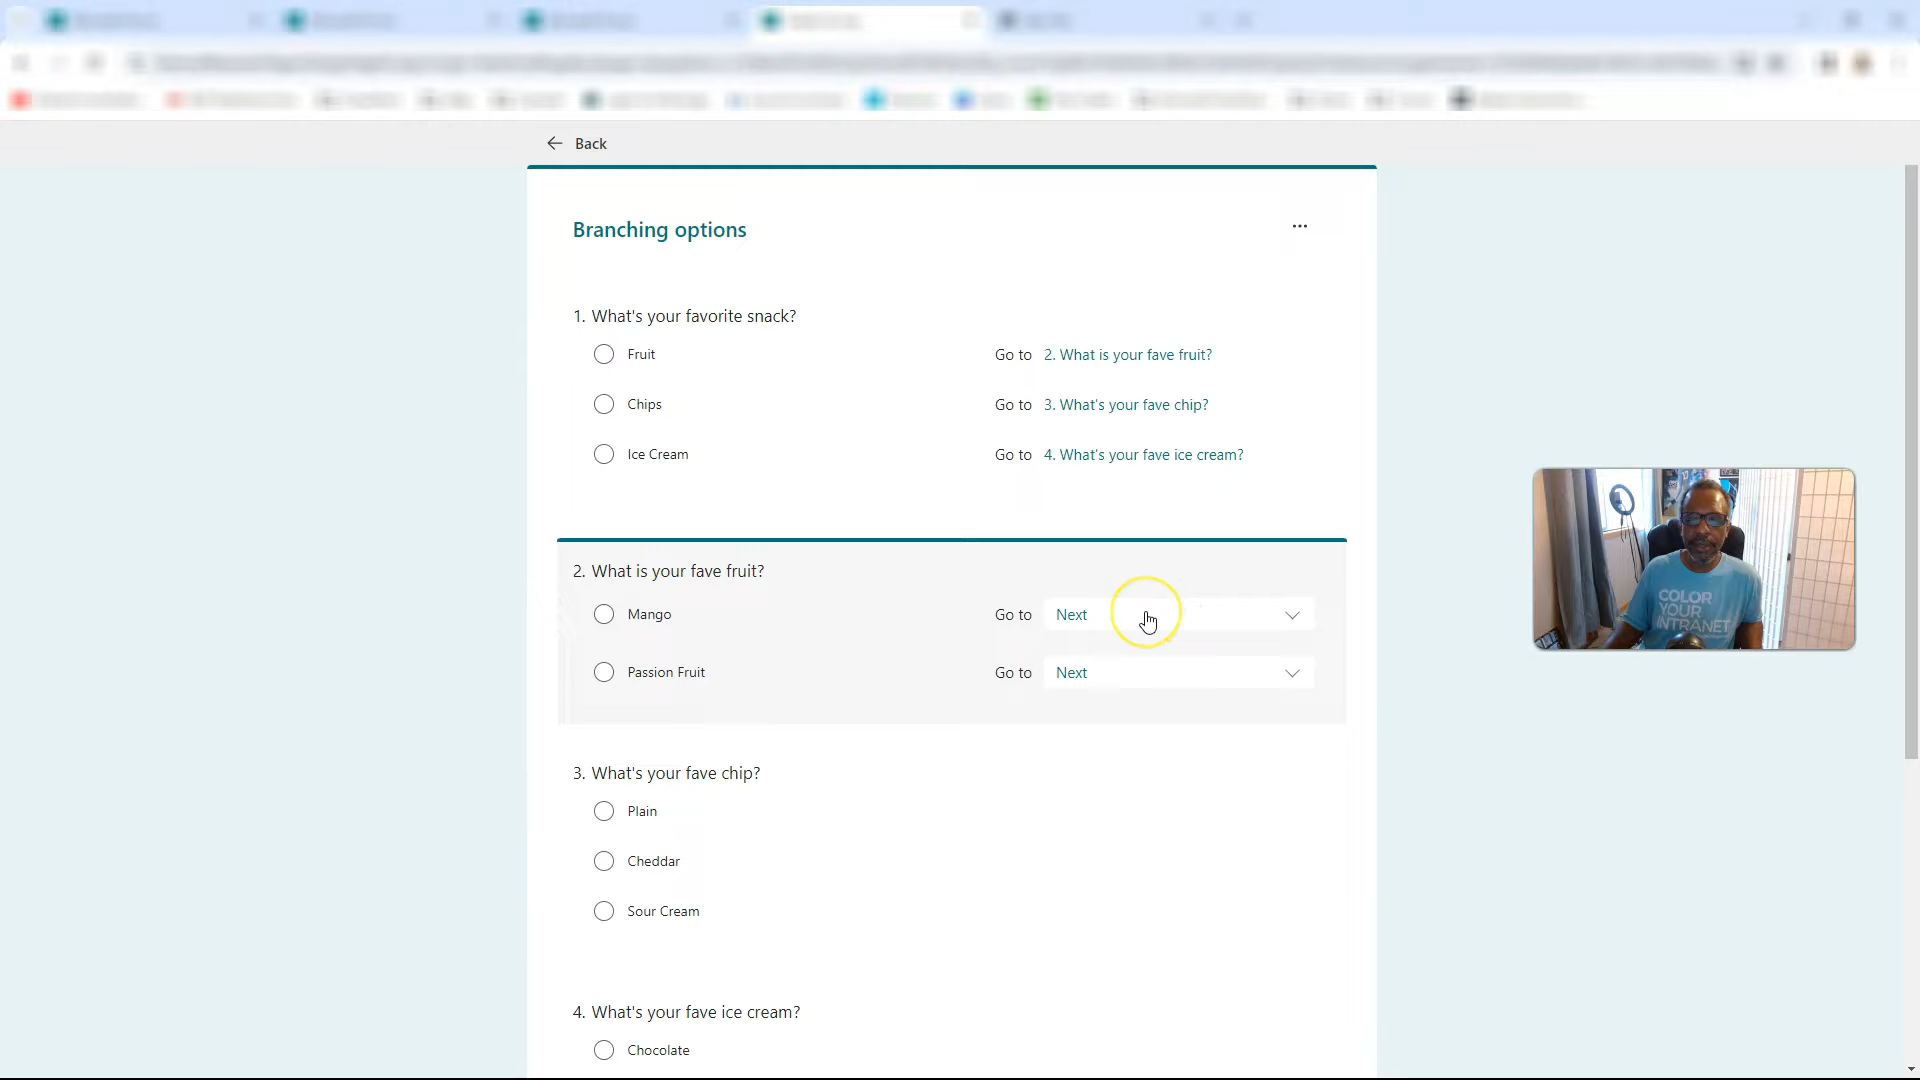 Back
Branching options
1. What's your favorite snack?
Fruit
Go to 2. What is your fave fruit?
Chips
Go to 3. What's your fave chip?
Ice Cream
Go to 4. What's your fave ice cream?
2. What is your fave fruit?
Mango
Go to Next
Passion Fruit
Go to Next
COLOR
YOUR
INTRANET
3. What's your fave chip?
Plain
Cheddar
Sour Cream
4. What's your fave ice cream?
Chocolate